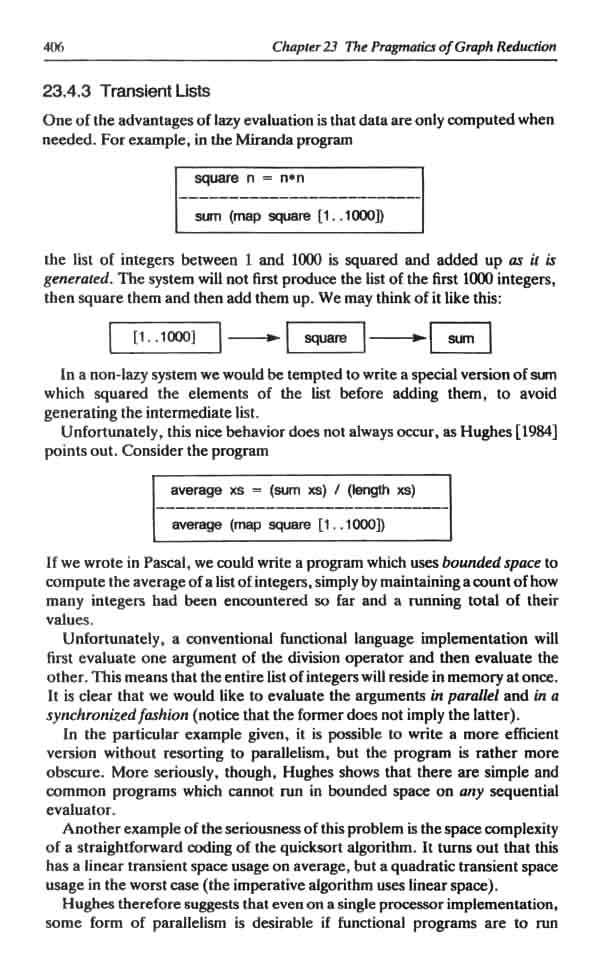 406 Chapter 23 The Pragmatics of Graph Reduction
23.4.3 Transient Lists
One of the advantages of lazy evaluation is that data are only computed when
needed. For example, in the Miranda program
square n = n*n
sum (map square [1..1000])
the list of integers between 1 and 1000 is squared and added up as it is
generated. The system will not first produce the list of the first 1000 integers,
then square them and then add them up. We may think of it like this:
[1..1000] square sum
In a non-lazy system we would be tempted to write a special version of sum
which squared the elements of the list before adding them, to avoid
generating the intermediate list.
Unfortunately, this nice behavior does not always occur, as Hughes [1984]
points out. Consider the program
average xs = (sum xs) / (length xs)
average (map square [1..1000])
If we wrote in Pascal, we could write a program which uses bounded space to
compute the average of a list of integers, simply by maintaining a count of how
many integers had been encountered so far and a running total of their
values.
Unfortunately, a conventional functional language implementation will
first evaluate one argument of the division operator and then evaluate the
other. This means that the entire list of integers will reside in memory at once.
It is clear that we would like to evaluate the arguments in parallel and in a
synchronized fashion (notice that the former does not imply the latter).
In the particular example given, it is possible to write a more efficient
version without resorting to parallelism, but the program is rather more
obscure. More seriously, though, Hughes shows that there are simple and
common programs which cannot run in bounded space on any sequential
evaluator.
Another example of the seriousness of this problem is the space complexity
of a straightforward coding of the quicksort algorithm. It turns out that this
has a linear transient space usage on average, but a quadratic transient space
usage in the worst case (the imperative algorithm uses linear space).
Hughes therefore suggests that even on a single processor implementation,
some form of parallelism is desirable if functional programs are to run